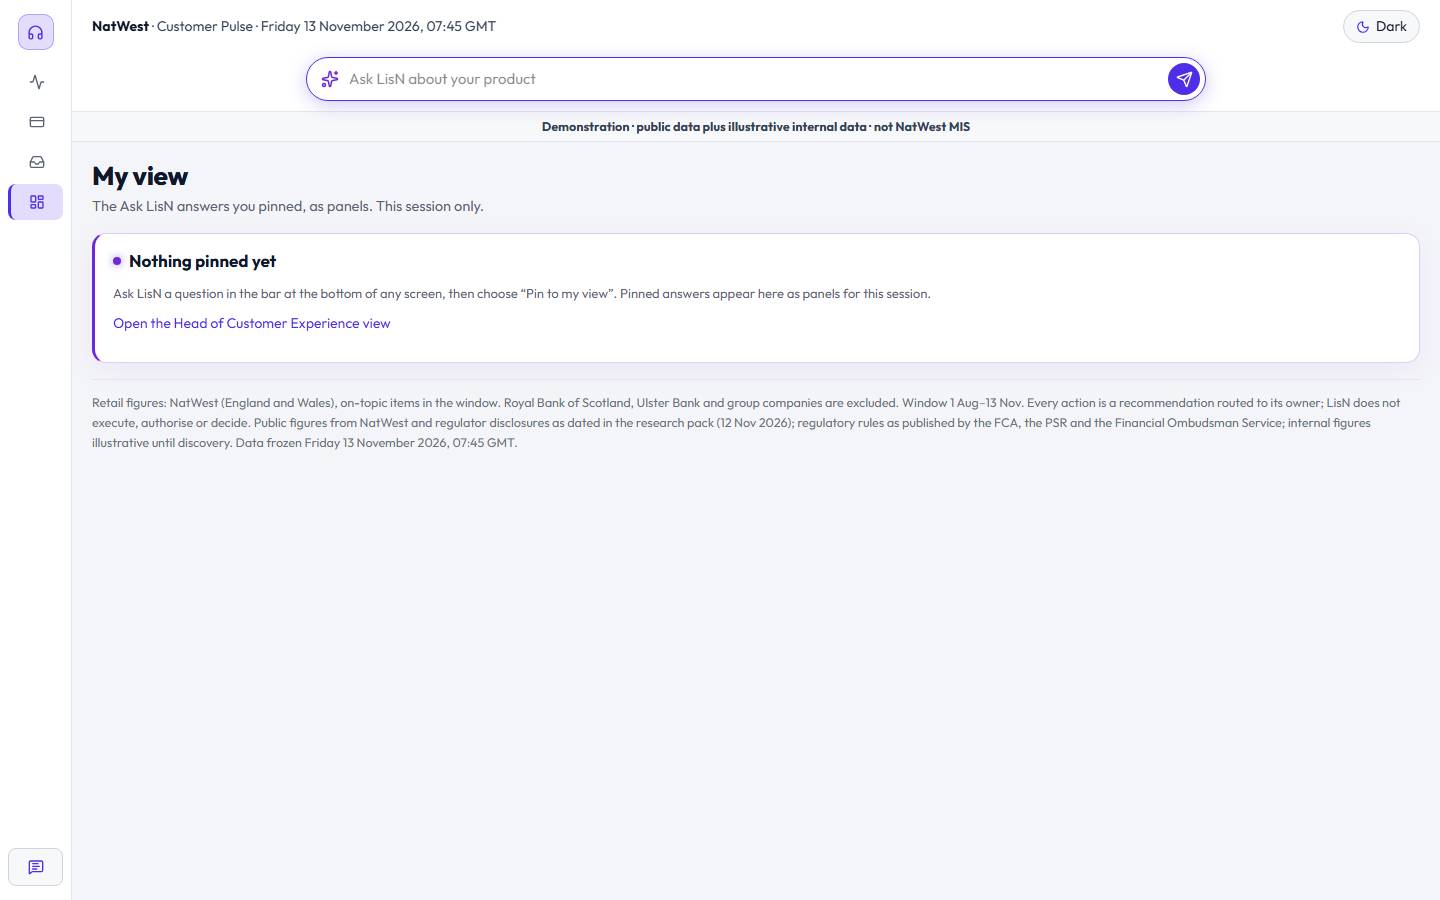 NatWest · Customer Pulse · Friday 13 November 2026, 07:45 GMT
Dark
Ask LisN about your product
Demonstration · public data plus illustrative internal data · not NatWest MIS
My view
The Ask LisN answers you pinned, as panels. This session only.
Nothing pinned yet
Ask LisN a question in the bar at the bottom of any screen, then choose “Pin to my view”. Pinned answers appear here as panels for this session.
Open the Head of Customer Experience view
Retail figures: NatWest (England and Wales), on-topic items in the window. Royal Bank of Scotland, Ulster Bank and group companies are excluded. Window 1 Aug–13 Nov. Every action is a recommendation routed to its owner; LisN does not
execute, authorise or decide. Public figures from NatWest and regulator disclosures as dated in the research pack (12 Nov 2026); regulatory rules as published by the FCA, the PSR and the Financial Ombudsman Service; internal figures
illustrative until discovery. Data frozen Friday 13 November 2026, 07:45 GMT.